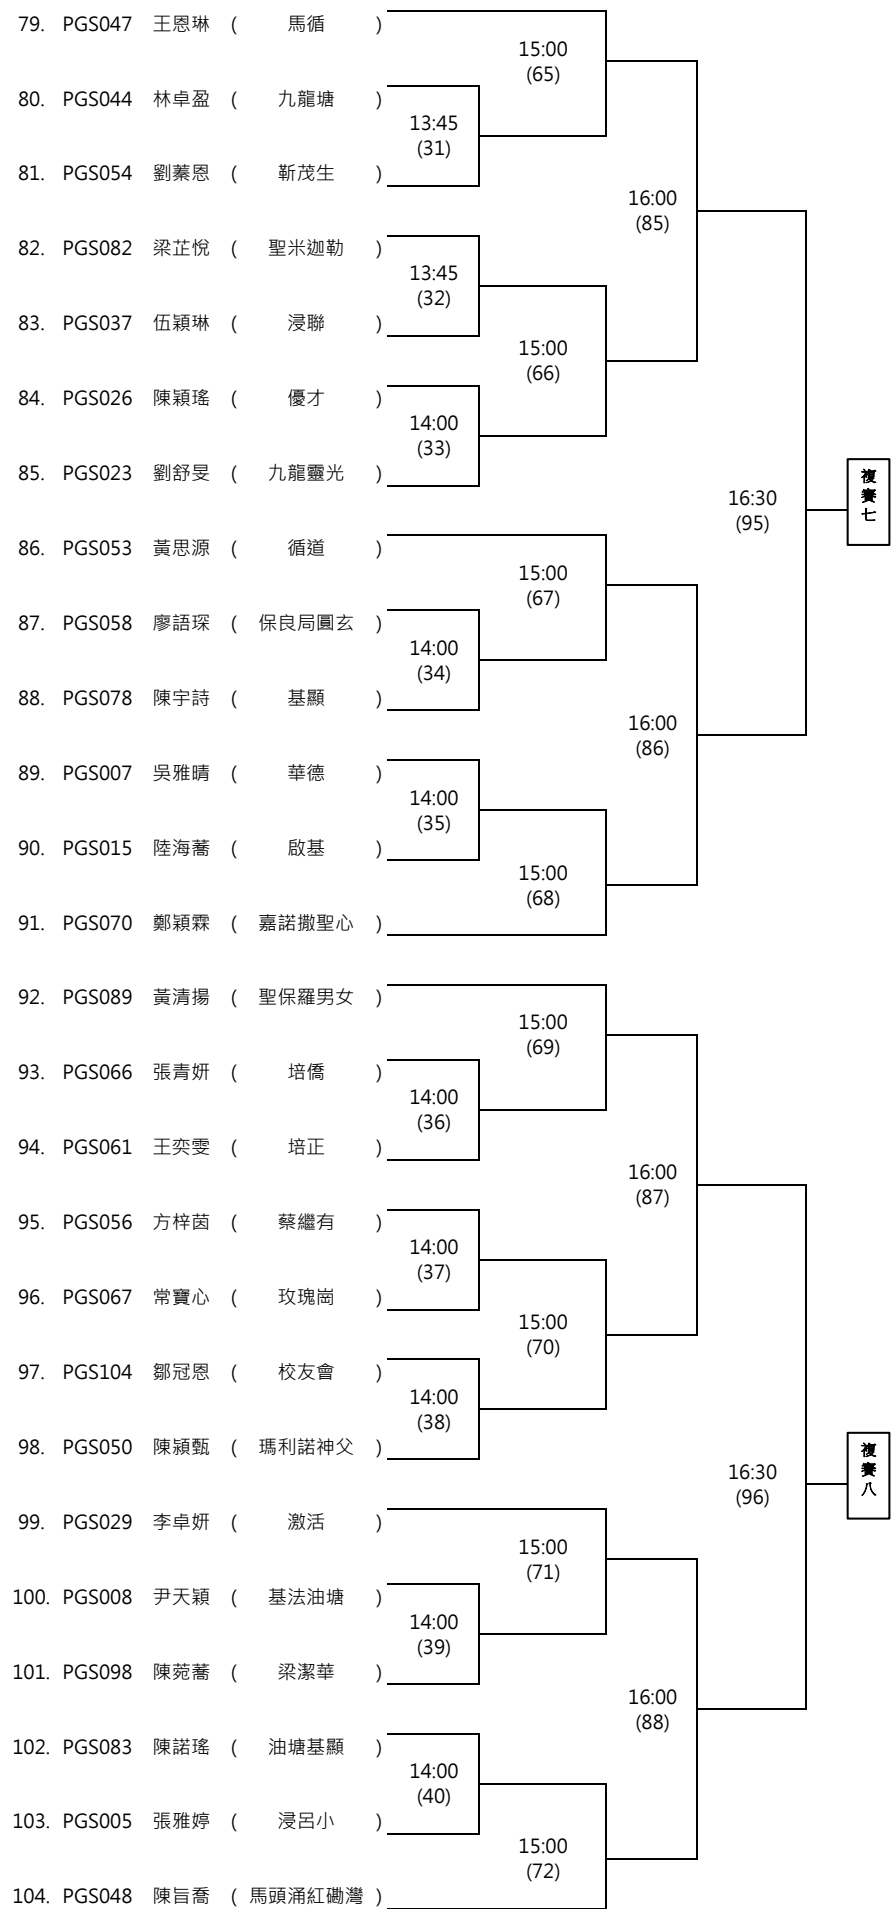 79. PGS047 王恩琳 ( 馬循 )
15:00
(65)
80. PGS044 林卓盈 ( 九龍塘 )
13:45
(31)
81. PGS054 劉蓁恩 ( 靳茂生 )
16:00
(85)
82. PGS082 梁芷悅 ( 聖米迦勒 )
13:45
(32)
83. PGS037 伍穎琳 ( 浸聯 )
15:00
(66)
84. PGS026 陳穎瑤 ( 優才 )
14:00
(33)
85. PGS023 劉舒旻 ( 九龍靈光 )
16:30
(95)
複賽七
86. PGS053 黃思源 ( 循道 )
15:00
(67)
87. PGS058 廖語琛 ( 保良局圓玄 )
14:00
(34)
88. PGS078 陳宇詩 ( 基顯 )
16:00
(86)
89. PGS007 吳雅晴 ( 華德 )
14:00
(35)
90. PGS015 陸海蕎 ( 啟基 )
15:00
(68)
91. PGS070 鄭穎霖 ( 嘉諾撒聖心 )
92. PGS089 黃清揚 ( 聖保羅男女 )
15:00
(69)
93. PGS066 張青妍 ( 培僑 )
14:00
(36)
94. PGS061 王奕雯 ( 培正 )
16:00
(87)
95. PGS056 方梓茵 ( 蔡繼有 )
14:00
(37)
96. PGS067 常寶心 ( 玫瑰崗 )
15:00
(70)
97. PGS104 鄒冠恩 ( 校友會 )
14:00
(38)
98. PGS050 陳潁甄 ( 瑪利諾神父 )
16:30
(96)
複賽八
99. PGS029 李卓妍 ( 激活 )
15:00
(71)
100. PGS008 尹天穎 ( 基法油塘 )
14:00
(39)
101. PGS098 陳菀蕎 ( 梁潔華 )
16:00
(88)
102. PGS083 陳諾瑤 ( 油塘基顯 )
14:00
(40)
103. PGS005 張雅婷 ( 浸呂小 )
15:00
(72)
104. PGS048 陳旨喬 ( 馬頭涌紅磡灣 )